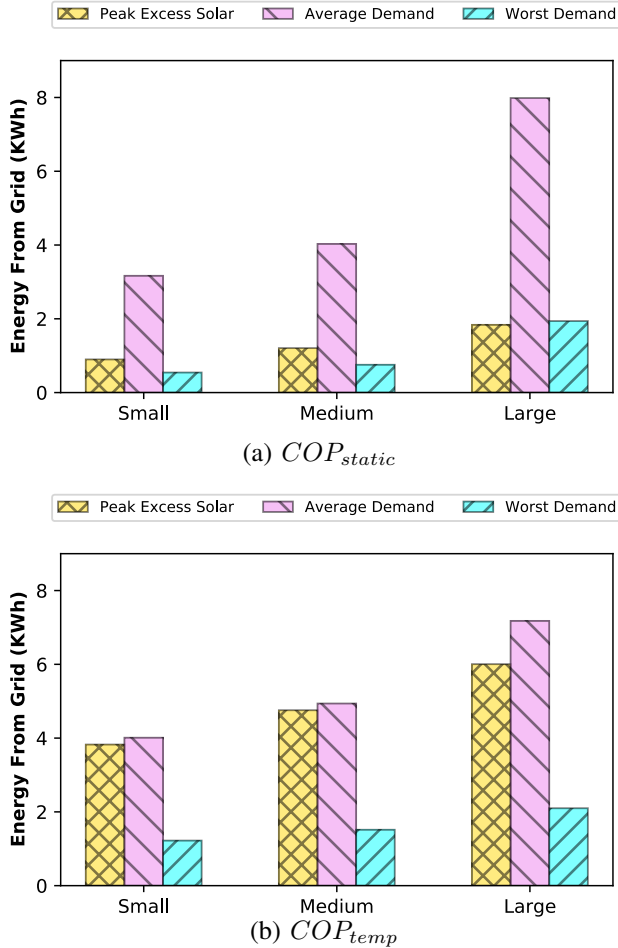 Peak Excess Solar Average Demand Worst Demand
Energy From Grid (KWh)
8
6
4
2
0
Small Medium Large
(a) COP_static
Peak Excess Solar Average Demand Worst Demand
Energy From Grid (KWh)
8
6
4
2
0
Small Medium Large
(b) COP_temp